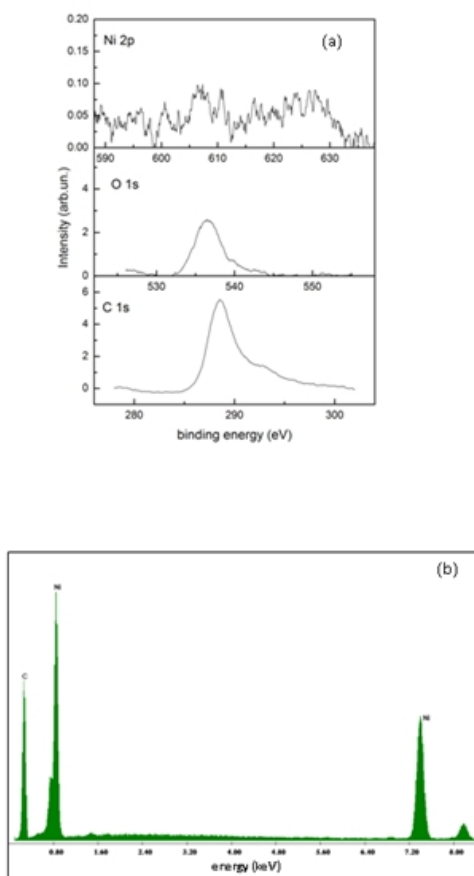 0.20
Ni 2p
(a)
0.15
0.10
0.05
0.00
590 600 610 620 630
Intensity (arb.un.)
O 1s
4
2
0
530 540 550
6
C 1s
4
2
0
280 290 300
binding energy (eV)
(b)
Ni
C
Ni
0.80 1.60 2.40 3.20 4.00 4.80 5.60 6.40 7.20 8.00
energy (keV)